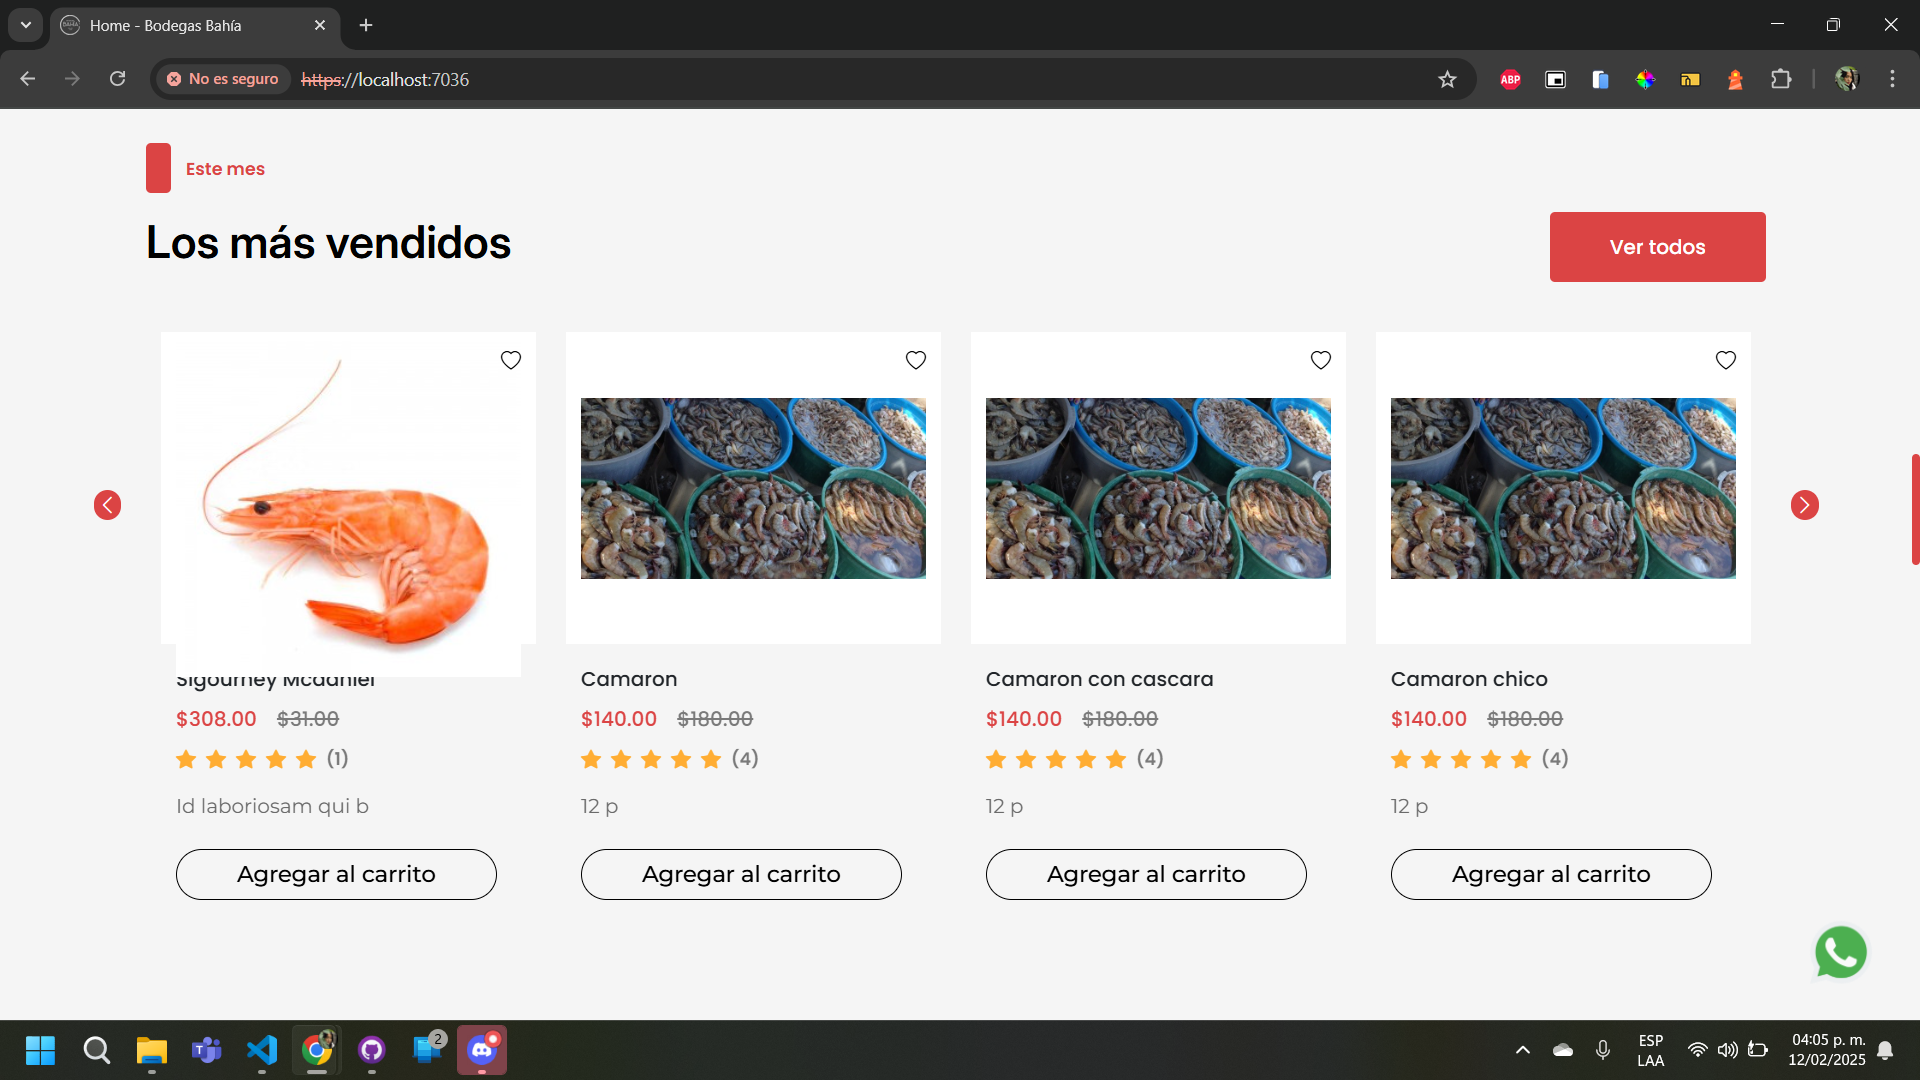 Home - Bodegas Bahía
No es seguro
https://localhost:7036
ABP
Este mes
Los más vendidos
Ver todos
Sigourney Mcdaniel
$308.00 $31.00
(1)
Id laboriosam qui b
Agregar al carrito
Camaron
$140.00 $180.00
(4)
12 p
Agregar al carrito
Camaron con cascara
$140.00 $180.00
(4)
12 p
Agregar al carrito
Camaron chico
$140.00 $180.00
(4)
12 p
Agregar al carrito
2
ESP
LAA
04:05 p. m.
12/02/2025